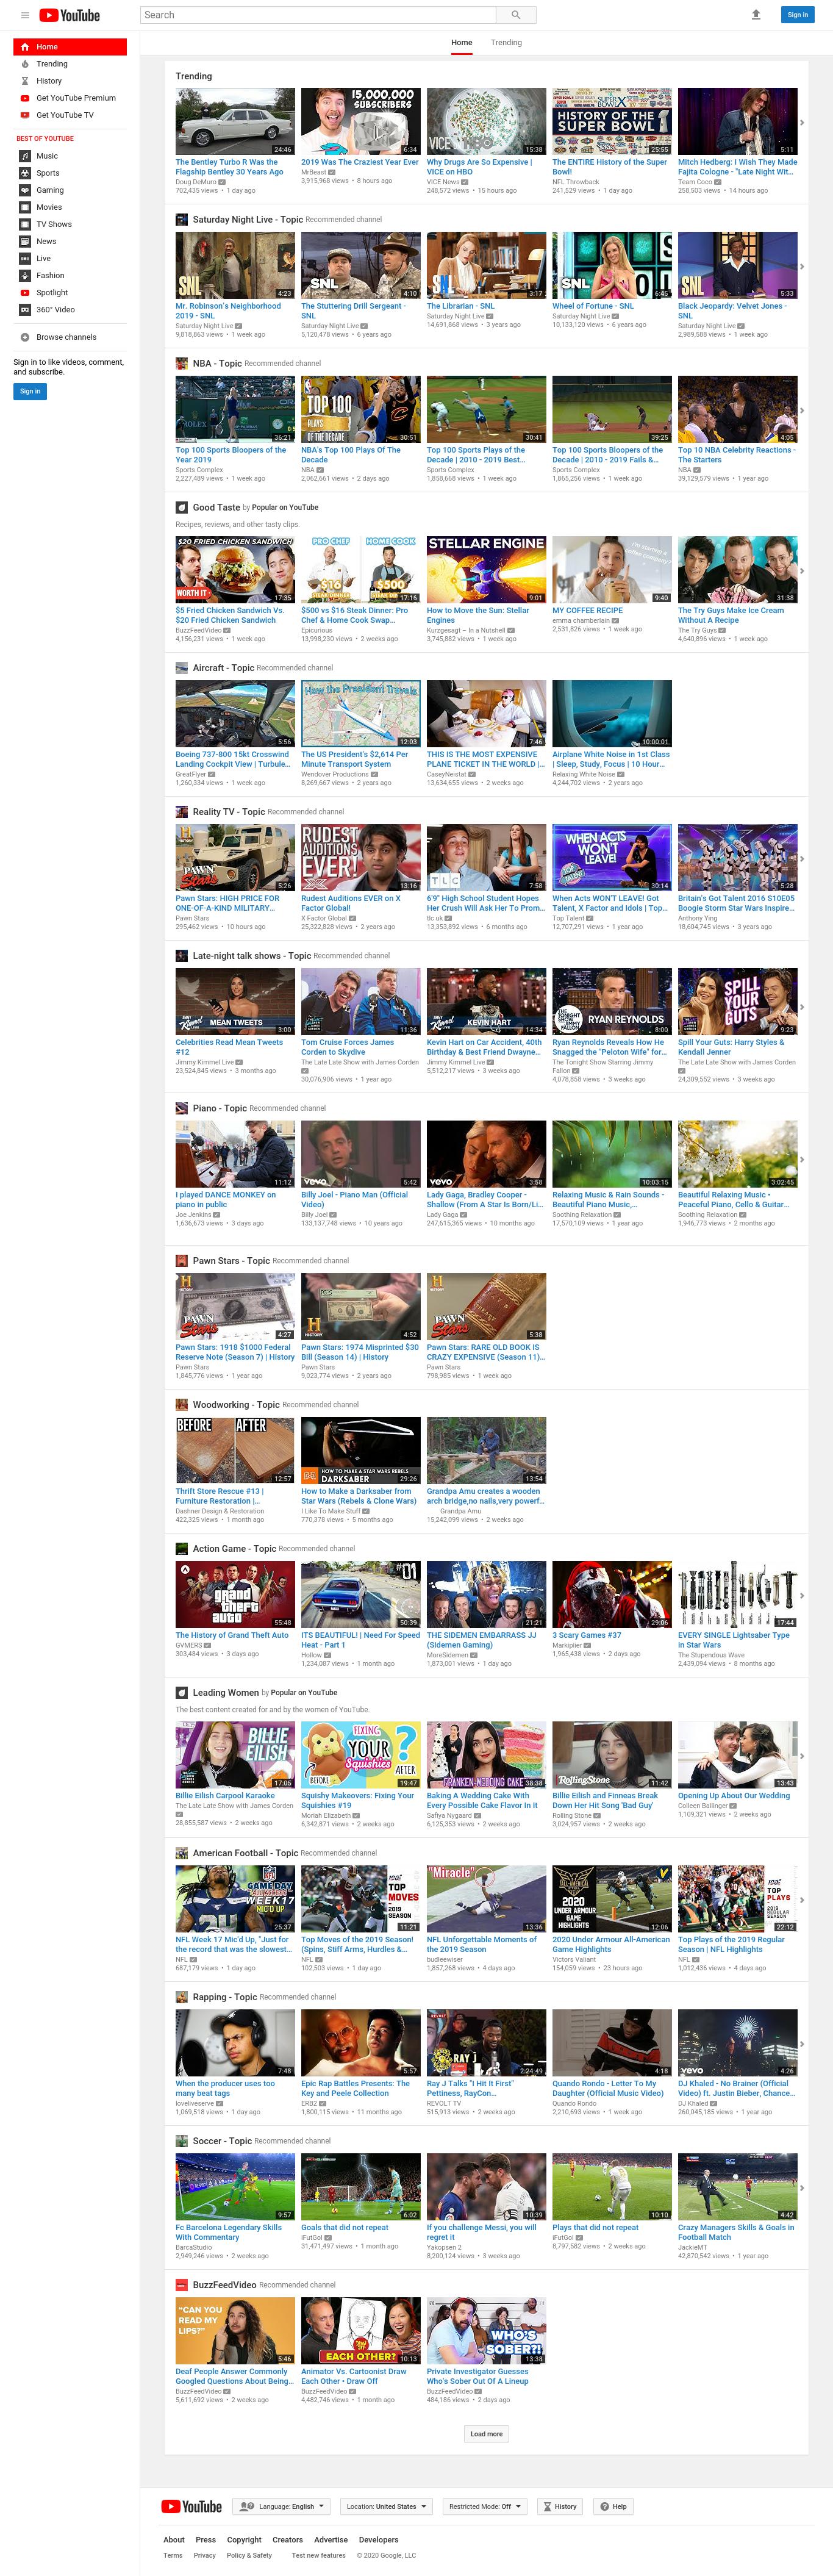 YouTube
Search
Sign in
Home
Trending
History
Get YouTube Premium
Get YouTube TV
BEST OF YOUTUBE
Music
Sports
Gaming
Movies
TV Shows
News
Live
Fashion
Spotlight
360° Video
Browse channels
Sign in to like videos, comment,
and subscribe.
Sign in
Home Trending
Trending
24:46
The Bentley Turbo R Was the
Flagship Bentley 30 Years Ago
Doug DeMuro
702,435 views • 1 day ago
15,000,000
SUBSCRIBERS
6:34
2019 Was The Craziest Year Ever
MrBeast
3,915,968 views • 8 hours ago
15:38
Why Drugs Are So Expensive |
VICE on HBO
VICE News
248,572 views • 15 hours ago
HISTORY OF THE
SUPER BOWL
25:55
The ENTIRE History of the Super
Bowl!
NFL Throwback
241,529 views • 1 day ago
5:11
Mitch Hedberg: I Wish They Made
Fajita Cologne - "Late Night Wit...
Team Coco
258,503 views • 14 hours ago
Saturday Night Live - Topic Recommended channel
SNL
4:23
Mr. Robinson's Neighborhood
2019 - SNL
Saturday Night Live
9,818,863 views • 1 week ago
SNL
4:10
The Stuttering Drill Sergeant -
SNL
Saturday Night Live
5,120,478 views • 6 years ago
3:17
The Librarian - SNL
Saturday Night Live
14,691,868 views • 3 years ago
SNL
6:45
Wheel of Fortune - SNL
Saturday Night Live
10,133,120 views • 6 years ago
SNL
5:33
Black Jeopardy: Velvet Jones -
SNL
Saturday Night Live
2,989,588 views • 1 week ago
NBA - Topic Recommended channel
ROLEX
36:21
Top 100 Sports Bloopers of the
Year 2019
Sports Complex
2,227,489 views • 1 week ago
TOP 100
PLAYS
OF THE DECADE
30:51
NBA's Top 100 Plays Of The
Decade
NBA
2,062,661 views • 2 days ago
30:41
Top 100 Sports Plays of the
Decade | 2010 - 2019 Best...
Sports Complex
1,858,668 views • 1 week ago
39:25
Top 100 Sports Bloopers of the
Decade | 2010 - 2019 Fails &...
Sports Complex
1,865,256 views • 1 week ago
4:05
Top 10 NBA Celebrity Reactions -
The Starters
NBA
39,129,579 views • 1 year ago
Good Taste by Popular on YouTube
Recipes, reviews, and other tasty clips.
$20 FRIED CHICKEN SANDWICH
WORTH IT
17:35
$5 Fried Chicken Sandwich Vs.
$20 Fried Chicken Sandwich
BuzzFeedVideo
4,156,231 views • 1 week ago
PRO CHEF HOME COOK
$16 $500
STEAK DINNER STEAK DINNER
17:16
$500 vs $16 Steak Dinner: Pro
Chef & Home Cook Swap...
Epicurious
13,998,230 views • 2 weeks ago
STELLAR ENGINE
9:01
How to Move the Sun: Stellar
Engines
Kurzgesagt – In a Nutshell
3,745,882 views • 1 week ago
i'm starting a
coffee company?
9:40
MY COFFEE RECIPE
emma chamberlain
2,531,826 views • 1 week ago
31:38
The Try Guys Make Ice Cream
Without A Recipe
The Try Guys
4,640,896 views • 1 week ago
Aircraft - Topic Recommended channel
5:56
Boeing 737-800 15kt Crosswind
Landing Cockpit View | Turbule...
GreatFlyer
1,260,334 views • 1 week ago
How the President Travels
12:03
The US President's $2,614 Per
Minute Transport System
Wendover Productions
8,269,667 views • 2 years ago
7:46
THIS IS THE MOST EXPENSIVE
PLANE TICKET IN THE WORLD |...
CaseyNeistat
13,634,655 views • 2 weeks ago
10:00:01
Airplane White Noise in 1st Class
| Sleep, Study, Focus | 10 Hour...
Relaxing White Noise
4,244,702 views • 2 years ago
Reality TV - Topic Recommended channel
HISTORY
PAWN Stars
5:26
Pawn Stars: HIGH PRICE FOR
ONE-OF-A-KIND MILITARY...
Pawn Stars
295,462 views • 10 hours ago
RUDEST
AUDITIONS
EVER!
13:16
Rudest Auditions EVER on X
Factor Global!
X Factor Global
25,322,828 views • 2 years ago
TLC
7:58
6'9" High School Student Hopes
Her Crush Will Ask Her To Prom...
tlc uk
13,353,892 views • 6 months ago
WHEN ACTS
WON'T
LEAVE!
TOP TALENT
30:14
When Acts WON'T LEAVE! Got
Talent, X Factor and Idols | Top...
Top Talent
12,707,291 views • 1 year ago
5:28
Britain's Got Talent 2016 S10E05
Boogie Storm Star Wars Inspire...
Anthony Ying
18,604,745 views • 3 years ago
Late-night talk shows - Topic Recommended channel
MEAN TWEETS
3:00
Celebrities Read Mean Tweets
#12
Jimmy Kimmel Live
23,524,845 views • 3 months ago
11:36
Tom Cruise Forces James
Corden to Skydive
The Late Late Show with James Corden
30,076,906 views • 1 year ago
KEVIN HART
14:34
Kevin Hart on Car Accident, 40th
Birthday & Best Friend Dwayne...
Jimmy Kimmel Live
5,512,217 views • 3 weeks ago
RYAN REYNOLDS
8:00
Ryan Reynolds Reveals How He
Snagged the "Peloton Wife" for...
The Tonight Show Starring Jimmy
Fallon
4,078,858 views • 3 weeks ago
SPILL
YOUR
GUTS
9:23
Spill Your Guts: Harry Styles &
Kendall Jenner
The Late Late Show with James Corden
24,309,552 views • 3 weeks ago
Piano - Topic Recommended channel
11:12
I played DANCE MONKEY on
piano in public
Joe Jenkins
1,636,673 views • 3 days ago
vevo
5:42
Billy Joel - Piano Man (Official
Video)
Billy Joel
133,137,748 views • 10 years ago
vevo
3:58
Lady Gaga, Bradley Cooper -
Shallow (From A Star Is Born/Li...
Lady Gaga
247,615,365 views • 10 months ago
10:03:15
Relaxing Music & Rain Sounds -
Beautiful Piano Music,...
Soothing Relaxation
17,570,109 views • 1 year ago
3:02:45
Beautiful Relaxing Music •
Peaceful Piano, Cello & Guitar...
Soothing Relaxation
1,946,773 views • 2 months ago
Pawn Stars - Topic Recommended channel
HISTORY
PAWN Stars
4:27
Pawn Stars: 1918 $1000 Federal
Reserve Note (Season 7) | History
Pawn Stars
1,845,776 views • 1 year ago
HISTORY
4:52
Pawn Stars: 1974 Misprinted $30
Bill (Season 14) | History
Pawn Stars
9,023,774 views • 2 years ago
HISTORY
PAWN Stars
5:38
Pawn Stars: RARE OLD BOOK IS
CRAZY EXPENSIVE (Season 11)...
Pawn Stars
798,985 views • 1 week ago
Woodworking - Topic Recommended channel
BEFORE AFTER
12:57
Thrift Store Rescue #13 |
Furniture Restoration |...
Dashner Design & Restoration
422,325 views • 1 month ago
HOW TO MAKE A STAR WARS REBELS
DARKSABER
29:26
How to Make a Darksaber from
Star Wars (Rebels & Clone Wars)
I Like To Make Stuff
770,378 views • 5 months ago
13:54
Grandpa Amu creates a wooden
arch bridge,no nails,very powerf...
Grandpa Amu
15,242,099 views • 2 weeks ago
Action Game - Topic Recommended channel
grand
theft
auto
55:48
The History of Grand Theft Auto
GVMERS
303,484 views • 3 days ago
#01
50:39
ITS BEAUTIFUL! | Need For Speed
Heat - Part 1
Hollow
1,234,087 views • 1 month ago
21:21
THE SIDEMEN EMBARRASS JJ
(Sidemen Gaming)
MoreSidemen
1,873,001 views • 1 day ago
29:06
3 Scary Games #37
Markiplier
1,965,438 views • 2 days ago
17:44
EVERY SINGLE Lightsaber Type
in Star Wars
The Stupendous Wave
2,439,094 views • 8 months ago
Leading Women by Popular on YouTube
The best content created for and by the women of YouTube.
BILLIE
EILISH
17:05
Billie Eilish Carpool Karaoke
The Late Late Show with James Corden
28,855,587 views • 2 weeks ago
FIXING
YOUR
Squishies
?
BEFORE AFTER
19:47
Squishy Makeovers: Fixing Your
Squishies #19
Moriah Elizabeth
6,342,871 views • 2 weeks ago
FRANKEN-WEDDING CAKE
38:38
Baking A Wedding Cake With
Every Possible Cake Flavor In It
Safiya Nygaard
6,125,353 views • 2 weeks ago
RollingStone
11:42
Billie Eilish and Finneas Break
Down Her Hit Song 'Bad Guy'
Rolling Stone
3,024,957 views • 2 weeks ago
13:43
Opening Up About Our Wedding
Colleen Ballinger
1,109,321 views • 2 weeks ago
American Football - Topic Recommended channel
NFL
GAME DAY
ALL ACCESS
WEEK 17
MIC'D UP
25:37
NFL Week 17 Mic'd Up, "Just for
the record that was the slowest...
NFL
687,179 views • 1 day ago
TOP
MOVES
2019
SEASON
11:21
Top Moves of the 2019 Season!
(Spins, Stiff Arms, Hurdles &...
NFL
102,503 views • 1 day ago
"Miracle"
13:36
NFL Unforgettable Moments of
the 2019 Season
budleewiser
1,857,268 views • 4 days ago
2020
UNDER ARMOUR
GAME
HIGHLIGHTS
12:06
2020 Under Armour All-American
Game Highlights
Victors Valiant
154,059 views • 23 hours ago
TOP
PLAYS
2019
REGULAR
SEASON
22:12
Top Plays of the 2019 Regular
Season | NFL Highlights
NFL
1,012,436 views • 4 days ago
Rapping - Topic Recommended channel
7:48
When the producer uses too
many beat tags
loveliveserve
1,069,518 views • 1 day ago
5:57
Epic Rap Battles Presents: The
Key and Peele Collection
ERB2
1,800,115 views • 11 months ago
REVOLT
RAY J
2:24:49
Ray J Talks "I Hit It First"
Pettiness, RayCon...
REVOLT TV
515,913 views • 2 weeks ago
4:18
Quando Rondo - Letter To My
Daughter (Official Music Video)
Quando Rondo
2,210,693 views • 1 week ago
vevo
4:26
DJ Khaled - No Brainer (Official
Video) ft. Justin Bieber, Chance...
DJ Khaled
260,045,185 views • 1 year ago
Soccer - Topic Recommended channel
9:57
Fc Barcelona Legendary Skills
With Commentary
BarcaStudio
2,949,246 views • 2 weeks ago
6:02
Goals that did not repeat
iFutGol
31,471,497 views • 1 month ago
10:39
If you challenge Messi, you will
regret it
Yakopsen 2
8,200,124 views • 3 weeks ago
10:10
Plays that did not repeat
iFutGol
8,797,582 views • 2 weeks ago
4:42
Crazy Managers Skills & Goals in
Football Match
JackieMT
42,870,542 views • 1 year ago
BuzzFeedVideo Recommended channel
"CAN YOU
READ MY
LIPS?"
5:46
Deaf People Answer Commonly
Googled Questions About Being...
BuzzFeedVideo
5,611,692 views • 2 weeks ago
EACH OTHER?
10:13
Animator Vs. Cartoonist Draw
Each Other • Draw Off
BuzzFeedVideo
4,482,746 views • 1 month ago
WHO'S
SOBER?!
13:38
Private Investigator Guesses
Who's Sober Out Of A Lineup
BuzzFeedVideo
484,186 views • 2 days ago
Load more
YouTube
Language: English
Location: United States
Restricted Mode: Off
History
Help
About Press Copyright Creators Advertise Developers
Terms Privacy Policy & Safety Test new features © 2020 Google, LLC